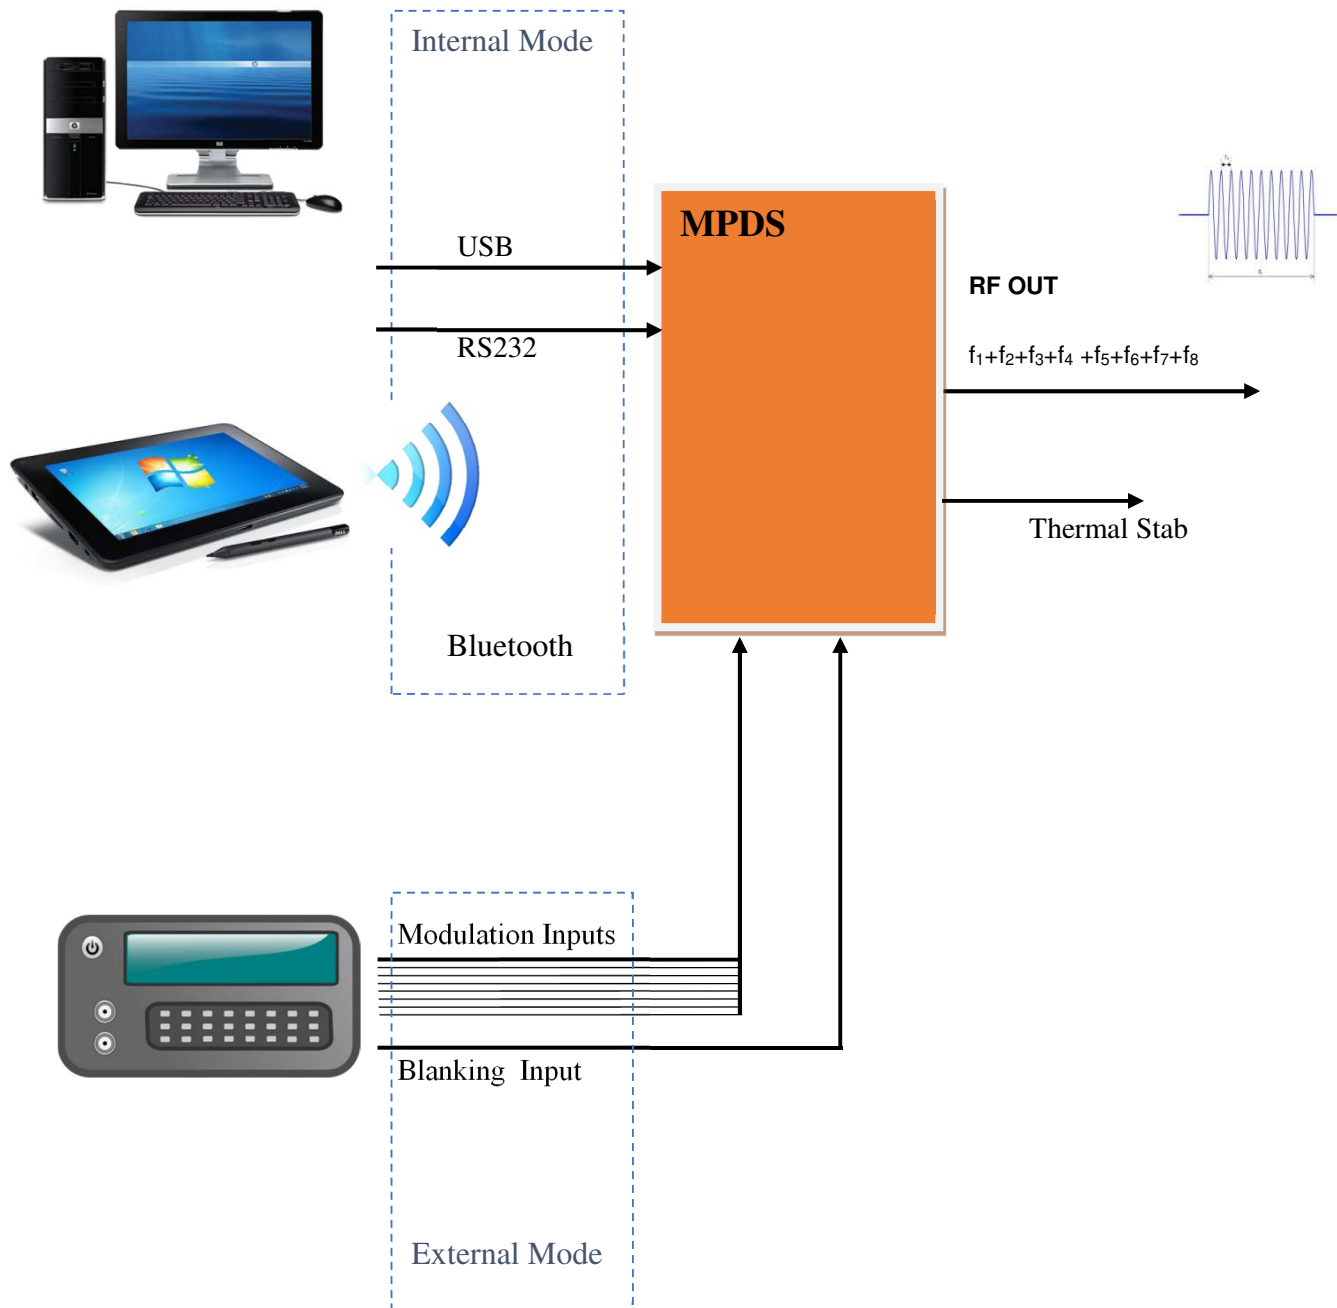 Internal Mode
MPDS
USB
RS232
RF OUT
f1+f2+f3+f4 +f5+f6+f7+f8
Thermal Stab
Bluetooth
Modulation Inputs
Blanking Input
External Mode